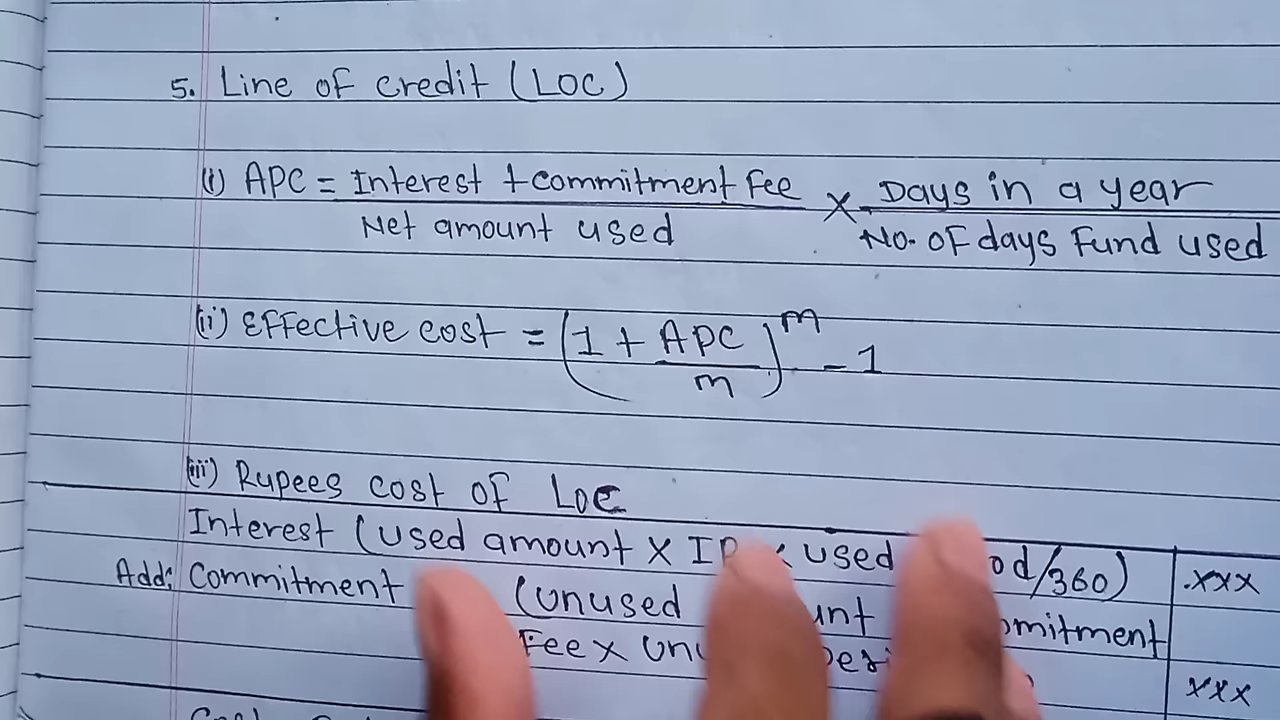 5. Line of credit (LOC)
(i) APC = Interest + commitment Fee / Net amount used × Days in a year / No. of days Fund used
(ii) Effective cost = (1 + APC / m)^m - 1
(iii) Rupees cost of LOC
Interest (used amount × used /360) xxx
Add: Commitment (unused
Fee ×
xxx